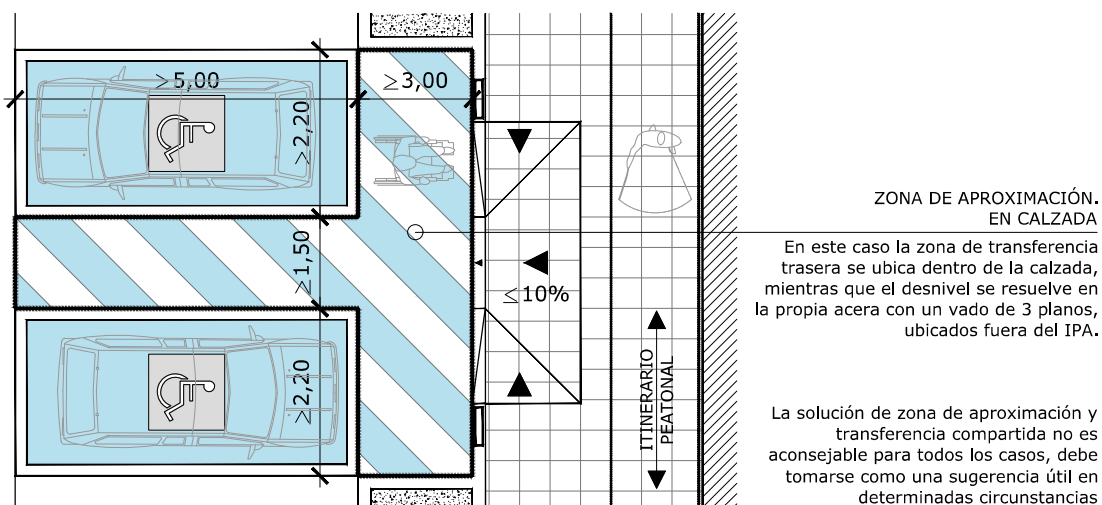 >5,00
≥3,00
>2,20
≥1,50
≥2,20
≤10%
ITINERARIO
PEATONAL
ZONA DE APROXIMACIÓN.
EN CALZADA
En este caso la zona de transferencia
trasera se ubica dentro de la calzada,
mientras que el desnivel se resuelve en
la propia acera con un vado de 3 planos,
ubicados fuera del IPA.
La solución de zona de aproximación y
transferencia compartida no es
aconsejable para todos los casos, debe
tomarse como una sugerencia útil en
determinadas circunstancias